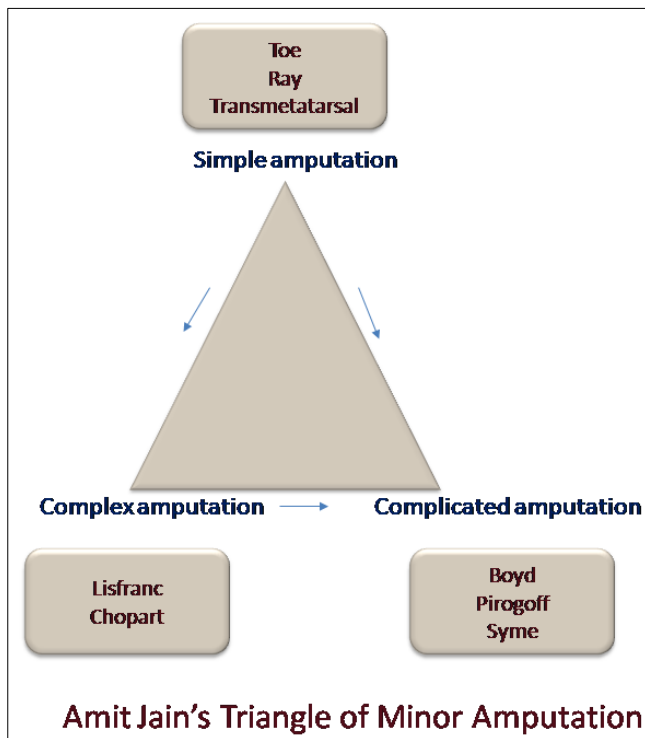 Toe
Ray
Transmetatarsal
Simple amputation
Complex amputation
Complicated amputation
Lisfranc
Chopart
Boyd
Pirogoff
Syme
Amit Jain's Triangle of Minor Amputation